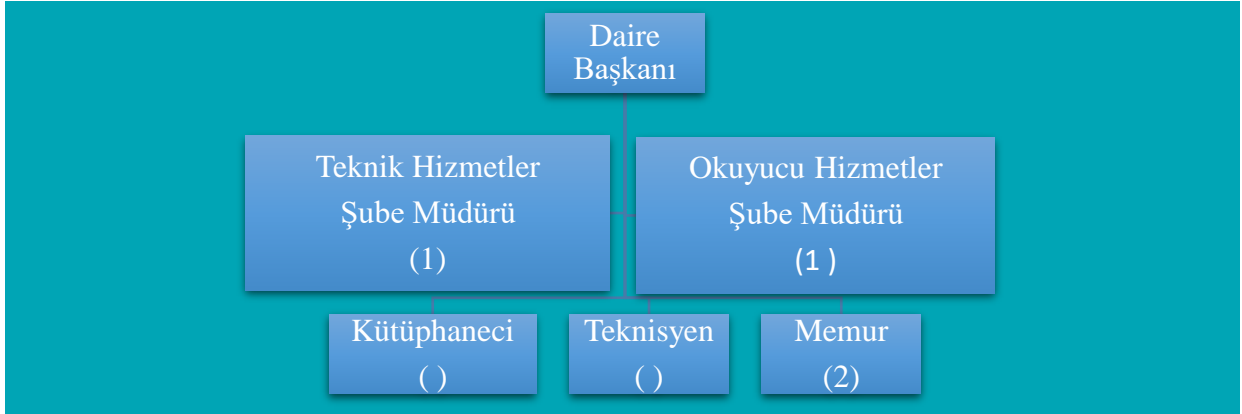 Daire
Başkanı
Teknik Hizmetler
Şube Müdürü
(1)
Okuyucu Hizmetler
Şube Müdürü
(1 )
Kütüphaneci
( )
Teknisyen
( )
Memur
(2)